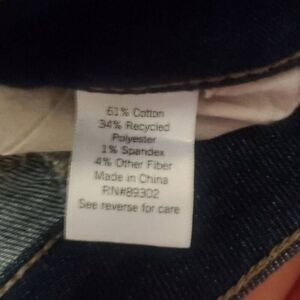 61% Cotton
34% Recycled
Polyester
1% Spandex
4% Other Fiber
Made in China
RN#89302
See reverse for care